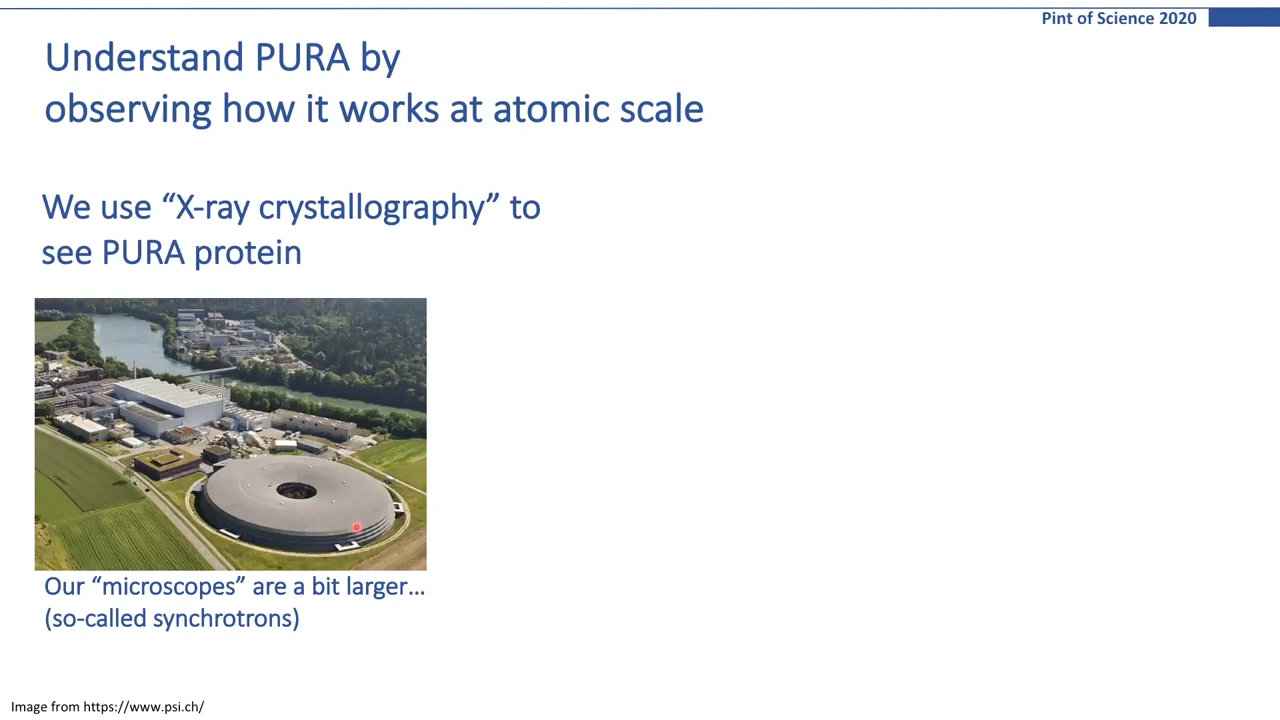 Pint of Science 2020
Understand PURA by
observing how it works at atomic scale
We use “X-ray crystallography” to
see PURA protein
Our “microscopes” are a bit larger…
(so-called synchrotrons)
Image from https://www.psi.ch/